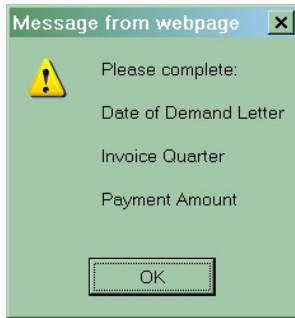 Message from webpage
Please complete:
Date of Demand Letter
Invoice Quarter
Payment Amount
OK